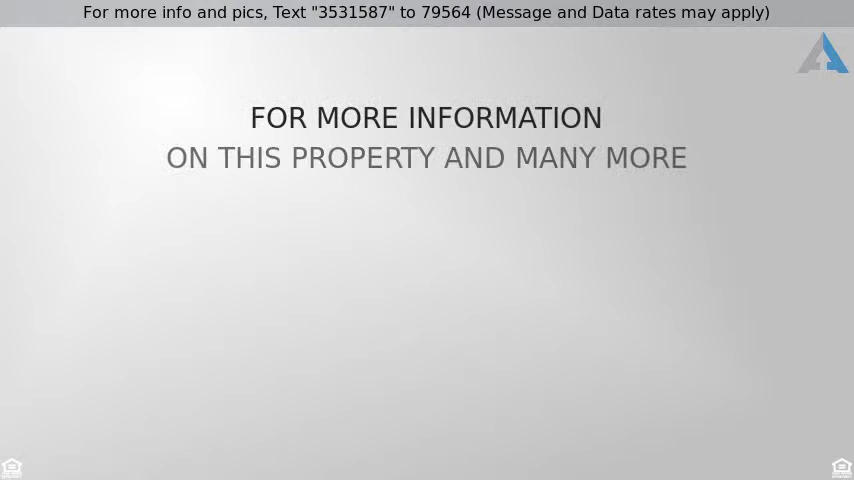 For more info and pics, Text "3531587" to 79564 (Message and Data rates may apply)
FOR MORE INFORMATION
ON THIS PROPERTY AND MANY MORE